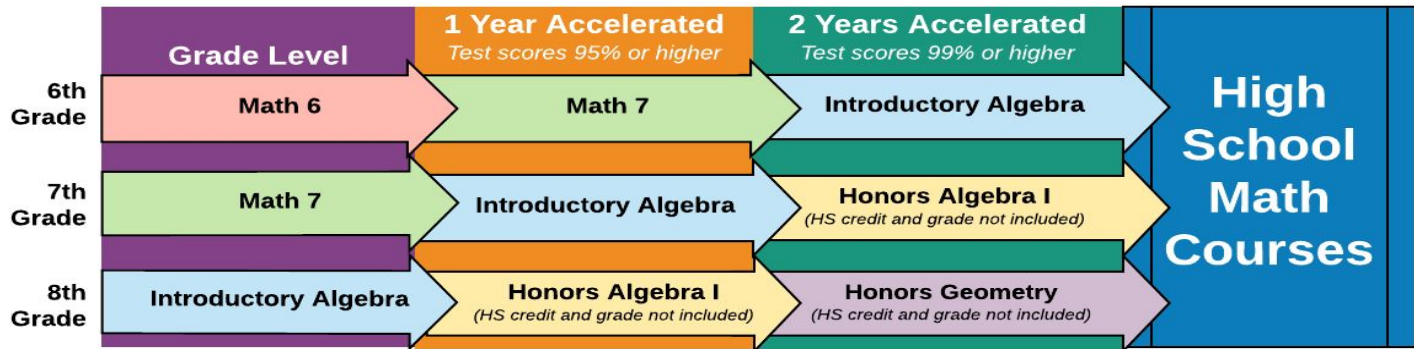 Grade Level
1 Year Accelerated
Test scores 95% or higher
2 Years Accelerated
Test scores 99% or higher
6th
Grade
Math 6
Math 7
Introductory Algebra
7th
Grade
Math 7
Introductory Algebra
Honors Algebra I
(HS credit and grade not included)
8th
Grade
Introductory Algebra
Honors Algebra I
(HS credit and grade not included)
Honors Geometry
(HS credit and grade not included)
High
School
Math
Courses